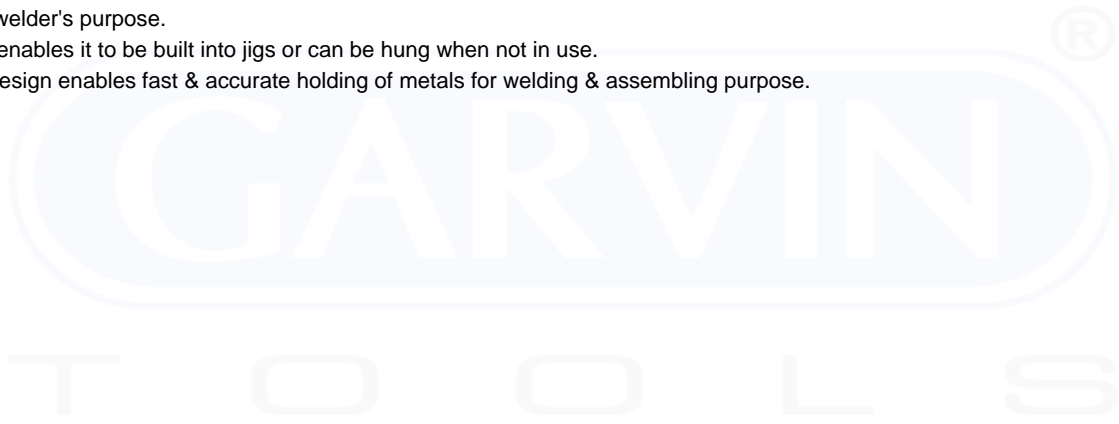 welder's purpose.
enables it to be built into jigs or can be hung when not in use.
esign enables fast & accurate holding of metals for welding & assembling purpose.
®
GARVIN
TOOLS